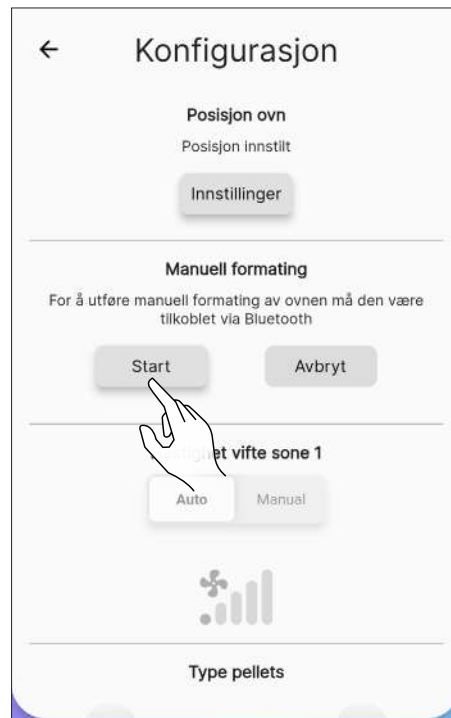 Konfigurasjon
Posisjon ovn
Posisjon innstilt
Innstillinger
Manuell formating
For å utføre manuell formating av ovnen må den være
tilkoblet via Bluetooth
Start Avbryt
vifte sone 1
Auto Manual
Type pellets